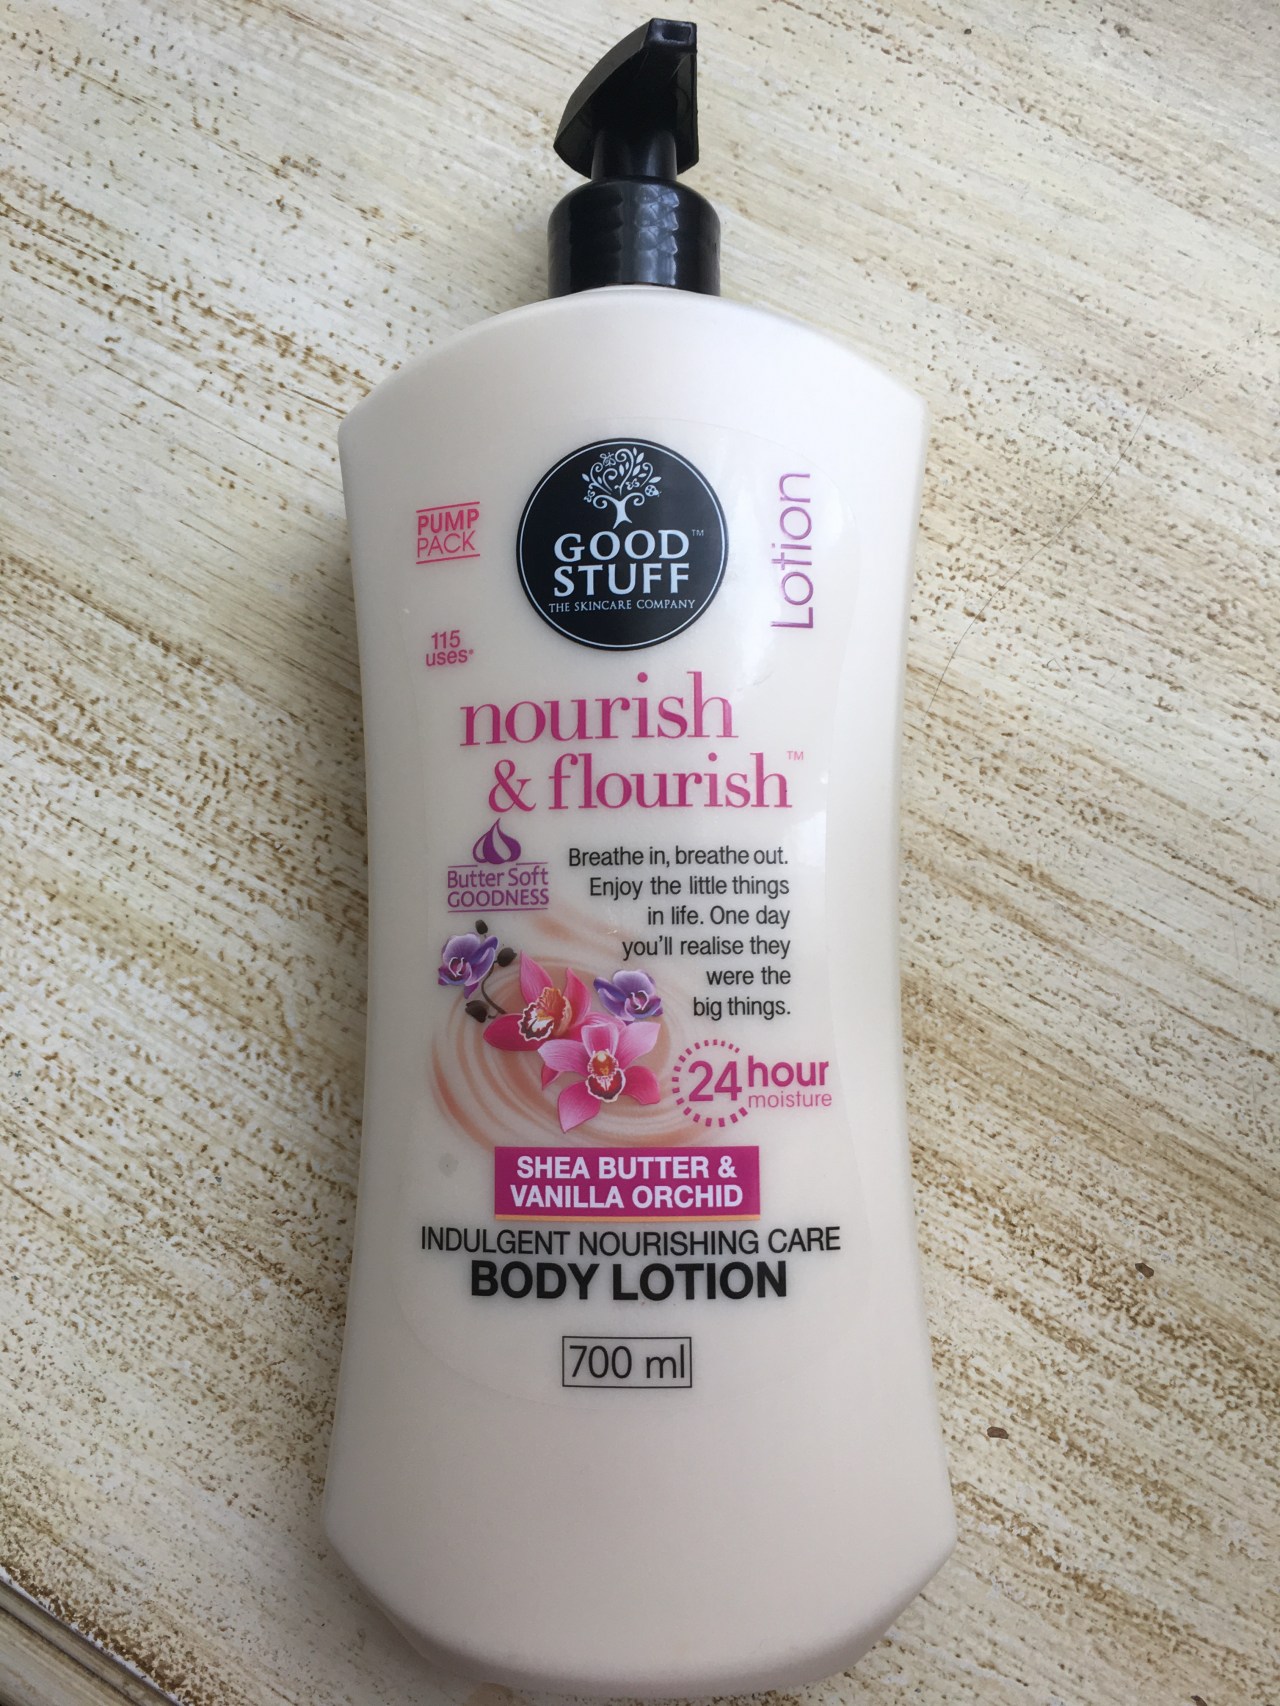 GOOD™
STUFF
THE SKINCARE COMPANY
Lotion
PUMP
PACK
115
uses*
nourish
& flourish™
Butter Soft
GOODNESS
Breathe in, breathe out.
Enjoy the little things
in life. One day
you'll realise they
were the
big things.
24 hour
moisture
SHEA BUTTER &
VANILLA ORCHID
INDULGENT NOURISHING CARE
BODY LOTION
700 ml